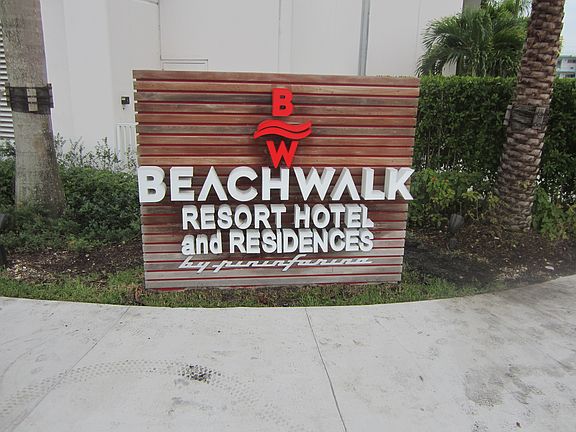 B
W
BEACHWALK
RESORT HOTEL
and RESIDENCES
by pininfarina